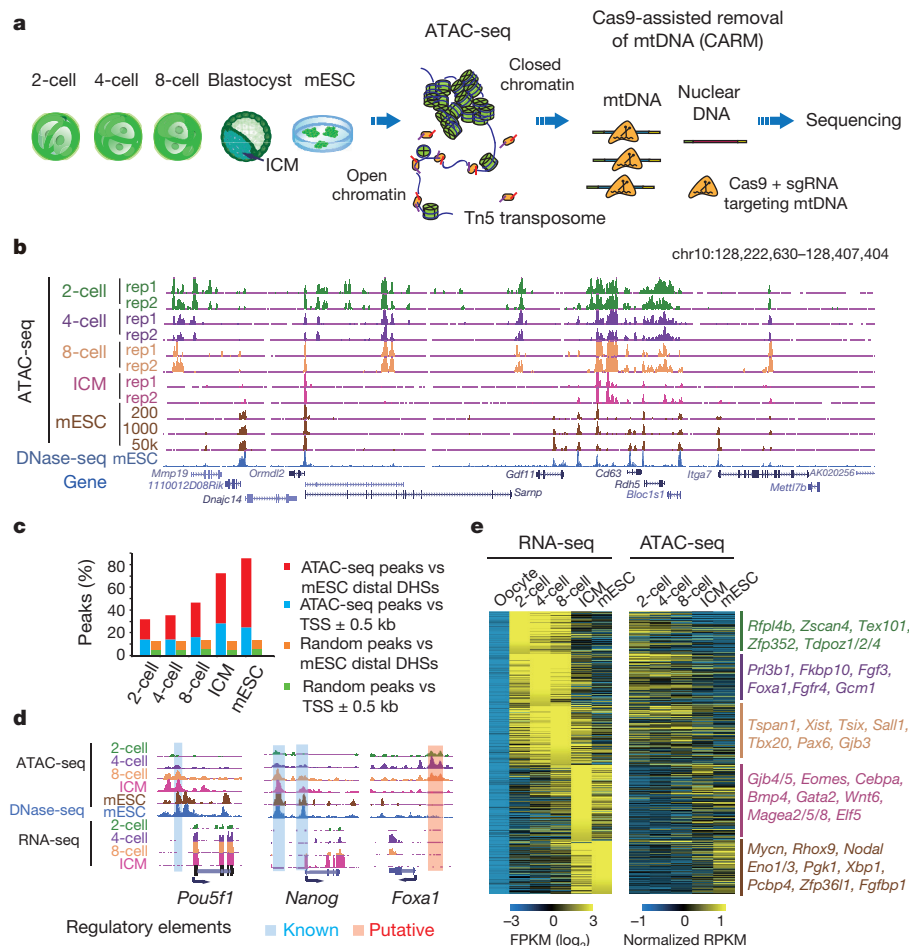 a
ATAC-seq
Cas9-assisted removal
of mtDNA (CARM)
2-cell 4-cell 8-cell Blastocyst mESC
ICM
Closed
chromatin
Open
chromatin
Tn5 transposome
mtDNA
Nuclear
DNA
Sequencing
Cas9 + sgRNA
targeting mtDNA
b
chr10:128,222,630–128,407,404
ATAC-seq
2-cell rep1
rep2
4-cell rep1
rep2
8-cell rep1
rep2
ICM rep1
rep2
mESC 200
1000
50k
DNase-seq mESC
Gene
Mmp19 Ormdl2 Gdf11 Cd63 Itga7 AK020256
1110012D08Rik Rdh5 Mettl7b
Dnajc14 Sarnp Bloc1s1
c
Peaks (%)
80
60
40
20
0
2-cell 4-cell 8-cell ICM mESC
ATAC-seq peaks vs
mESC distal DHSs
ATAC-seq peaks vs
TSS ± 0.5 kb
Random peaks vs
mESC distal DHSs
Random peaks vs
TSS ± 0.5 kb
d
ATAC-seq
2-cell
4-cell
8-cell
ICM
mESC
DNase-seq mESC
RNA-seq
2-cell
4-cell
8-cell
ICM
Pou5f1 Nanog Foxa1
Regulatory elements Known Putative
e
RNA-seq ATAC-seq
Oocyte 2-cell 4-cell 8-cell ICM mESC
2-cell 4-cell 8-cell ICM mESC
Rfpl4b, Zscan4, Tex101,
Zfp352, Tdpoz1/2/4
Prl3b1, Fkbp10, Fgf3,
Foxa1,Fgfr4, Gcm1
Tspan1, Xist, Tsix, Sall1,
Tbx20, Pax6, Gjb3
Gjb4/5, Eomes, Cebpa,
Bmp4, Gata2, Wnt6,
Magea2/5/8, Elf5
Mycn, Rhox9, Nodal
Eno1/3, Pgk1, Xbp1,
Pcbp4, Zfp36l1, Fgfbp1
−3 0 3
FPKM (log2)
−1 0 1
Normalized RPKM